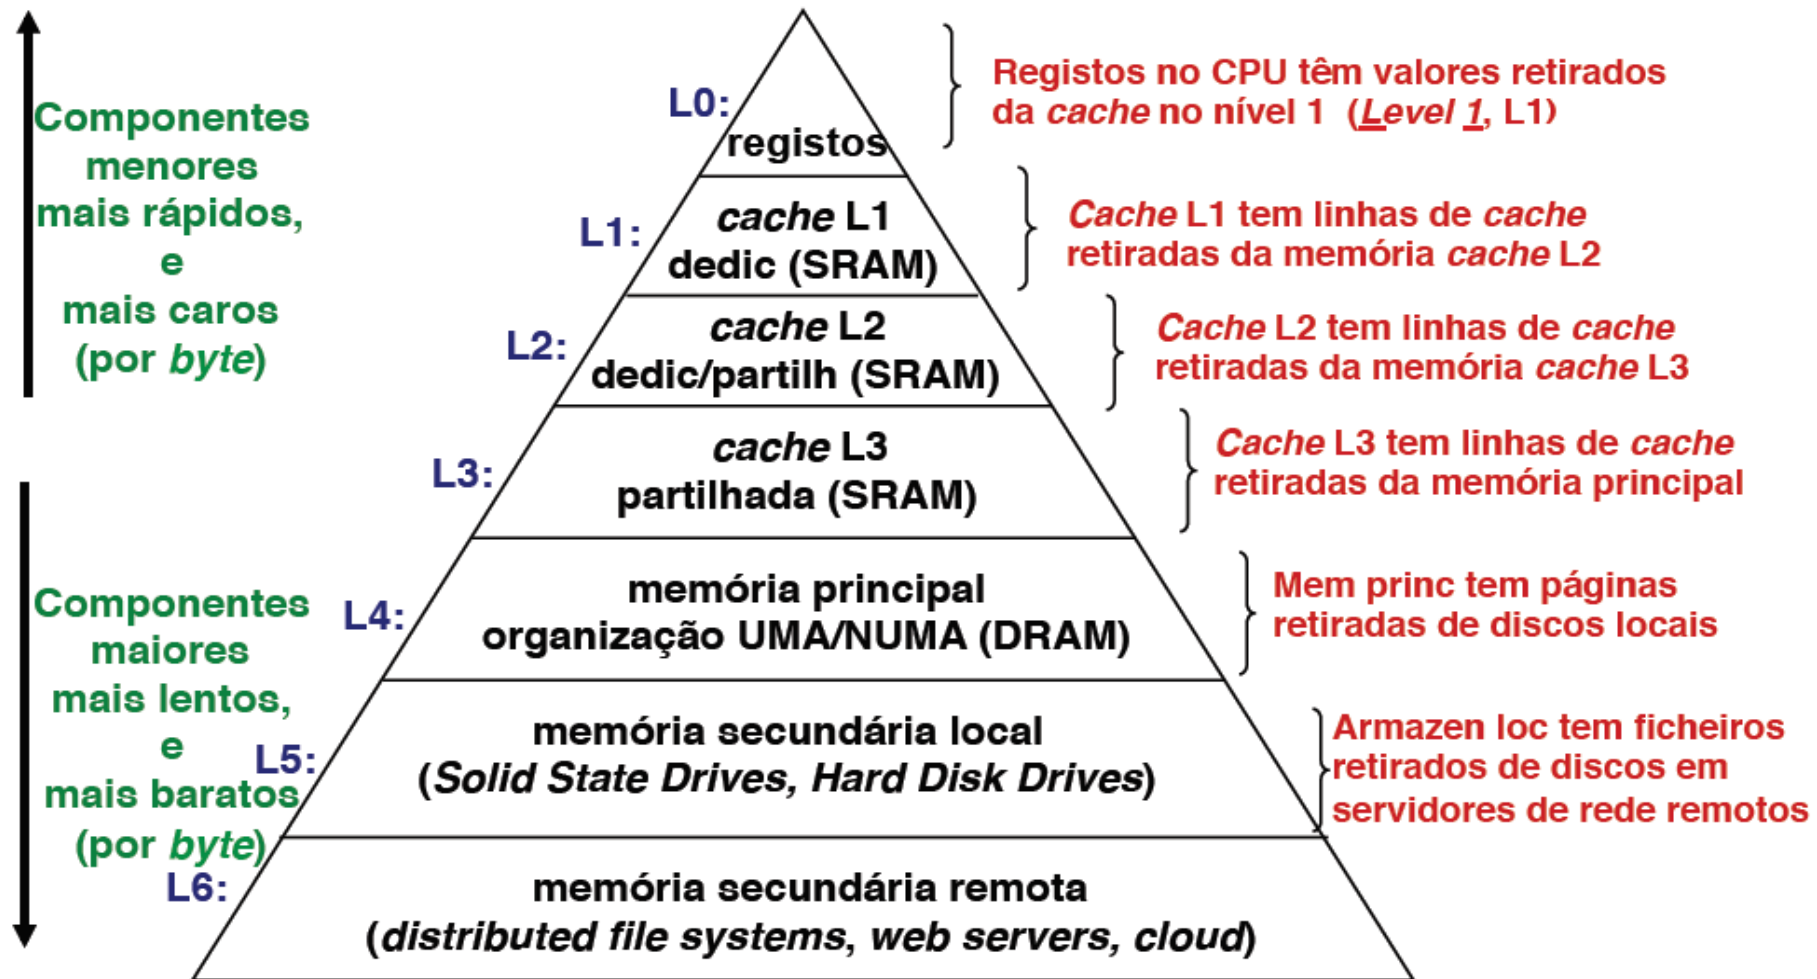 Componentes
menores
mais rápidos,
e
mais caros
(por byte)
Componentes
maiores
mais lentos,
e
mais baratos
(por byte)
L0:
registos
Registos no CPU têm valores retirados
da cache no nível 1 (Level 1, L1)
L1:
cache L1
dedic (SRAM)
Cache L1 tem linhas de cache
retiradas da memória cache L2
L2:
cache L2
dedic/partilh (SRAM)
Cache L2 tem linhas de cache
retiradas da memória cache L3
L3:
cache L3
partilhada (SRAM)
Cache L3 tem linhas de cache
retiradas da memória principal
L4:
memória principal
organização UMA/NUMA (DRAM)
Mem princ tem páginas
retiradas de discos locais
L5:
memória secundária local
(Solid State Drives, Hard Disk Drives)
Armazen loc tem ficheiros
retirados de discos em
servidores de rede remotos
L6:
memória secundária remota
(distributed file systems, web servers, cloud)